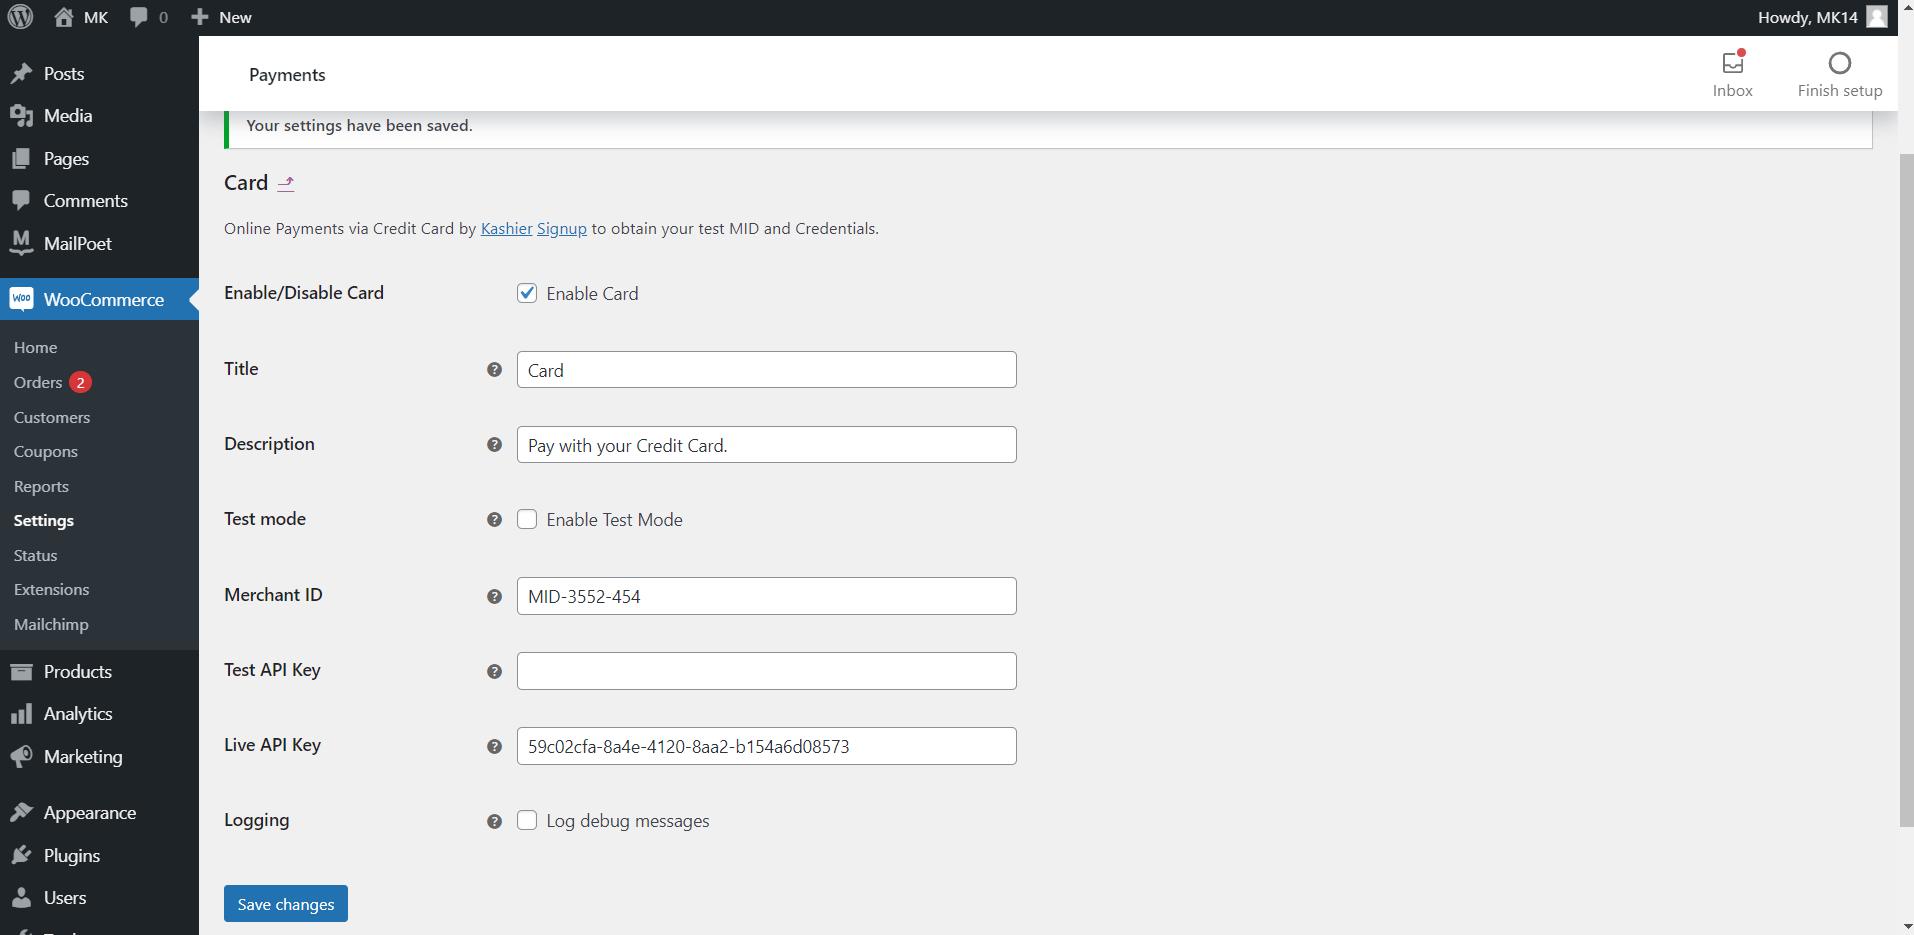 MK
0
New
Howdy, MK14
Posts
Media
Pages
Comments
MailPoet
WooCommerce
Home
Orders 2
Customers
Coupons
Reports
Settings
Status
Extensions
Mailchimp
Products
Analytics
Marketing
Appearance
Plugins
Users
Payments
Inbox
Finish setup
Your settings have been saved.
Card
Online Payments via Credit Card by Kashier Signup to obtain your test MID and Credentials.
Enable/Disable Card
Enable Card
Title
Card
Description
Pay with your Credit Card.
Test mode
Enable Test Mode
Merchant ID
MID-3552-454
Test API Key
Live API Key
59c02cfa-8a4e-4120-8aa2-b154a6d08573
Logging
Log debug messages
Save changes